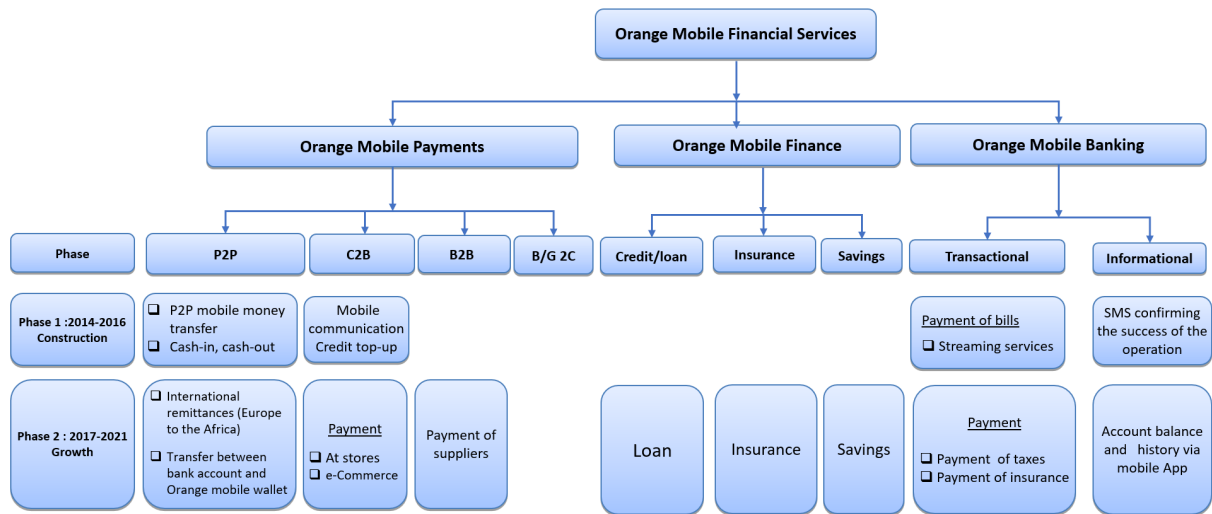 Orange Mobile Financial Services
Orange Mobile Payments
Orange Mobile Finance
Orange Mobile Banking
Phase
P2P
C2B
B2B
B/G 2C
Credit/loan
Insurance
Savings
Transactional
Informational
Phase 1 :2014-2016
Construction
P2P mobile money
transfer
Cash-in, cash-out
Mobile
communication
Credit top-up
Payment of bills
Streaming services
SMS confirming
the success of the
operation
Phase 2 : 2017-2021
Growth
International
remittances (Europe
to the Africa)
Transfer between
bank account and
Orange mobile wallet
Payment
At stores
e-Commerce
Payment of
suppliers
Loan
Insurance
Savings
Payment
Payment of taxes
Payment of insurance
Account balance
and history via
mobile App